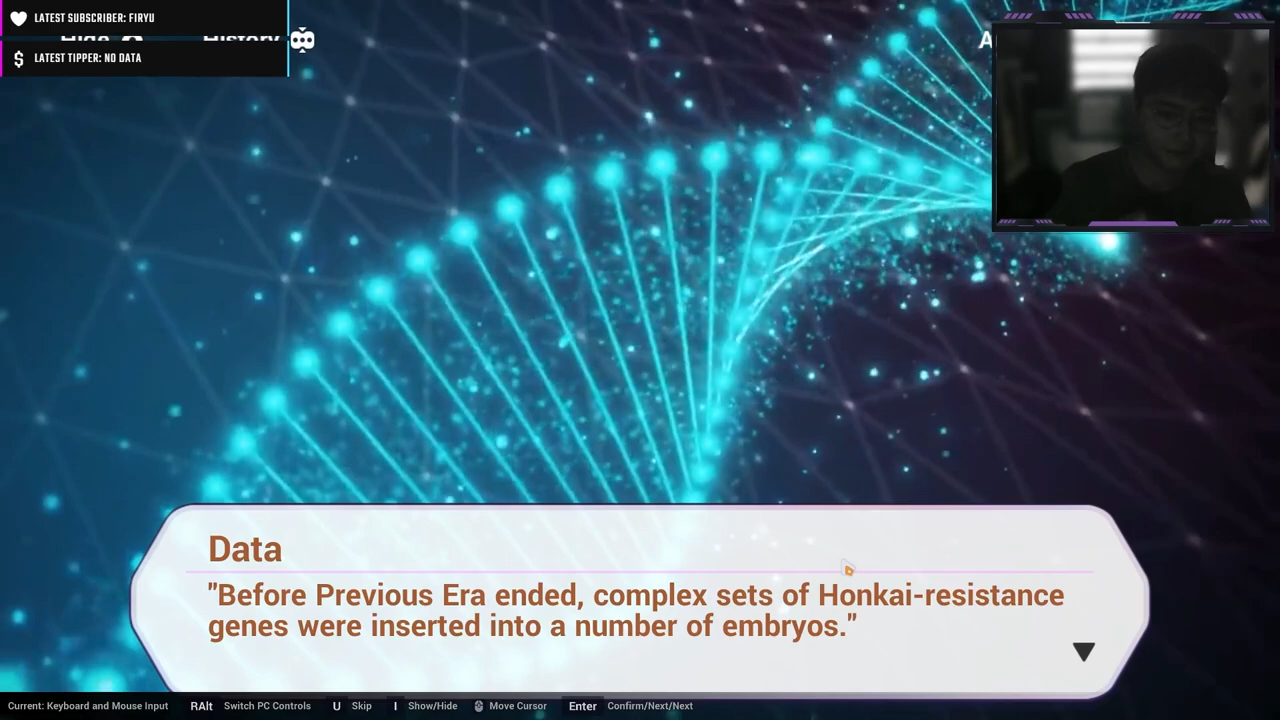 LATEST SUBSCRIBER: FIRYU
Hide
History
A
LATEST TIPPER: NO DATA
Data
"Before Previous Era ended, complex sets of Honkai-resistance
genes were inserted into a number of embryos."
Current: Keyboard and Mouse Input RAlt Switch PC Controls U Skip I Show/Hide Move Cursor Enter Confirm/Next/Next